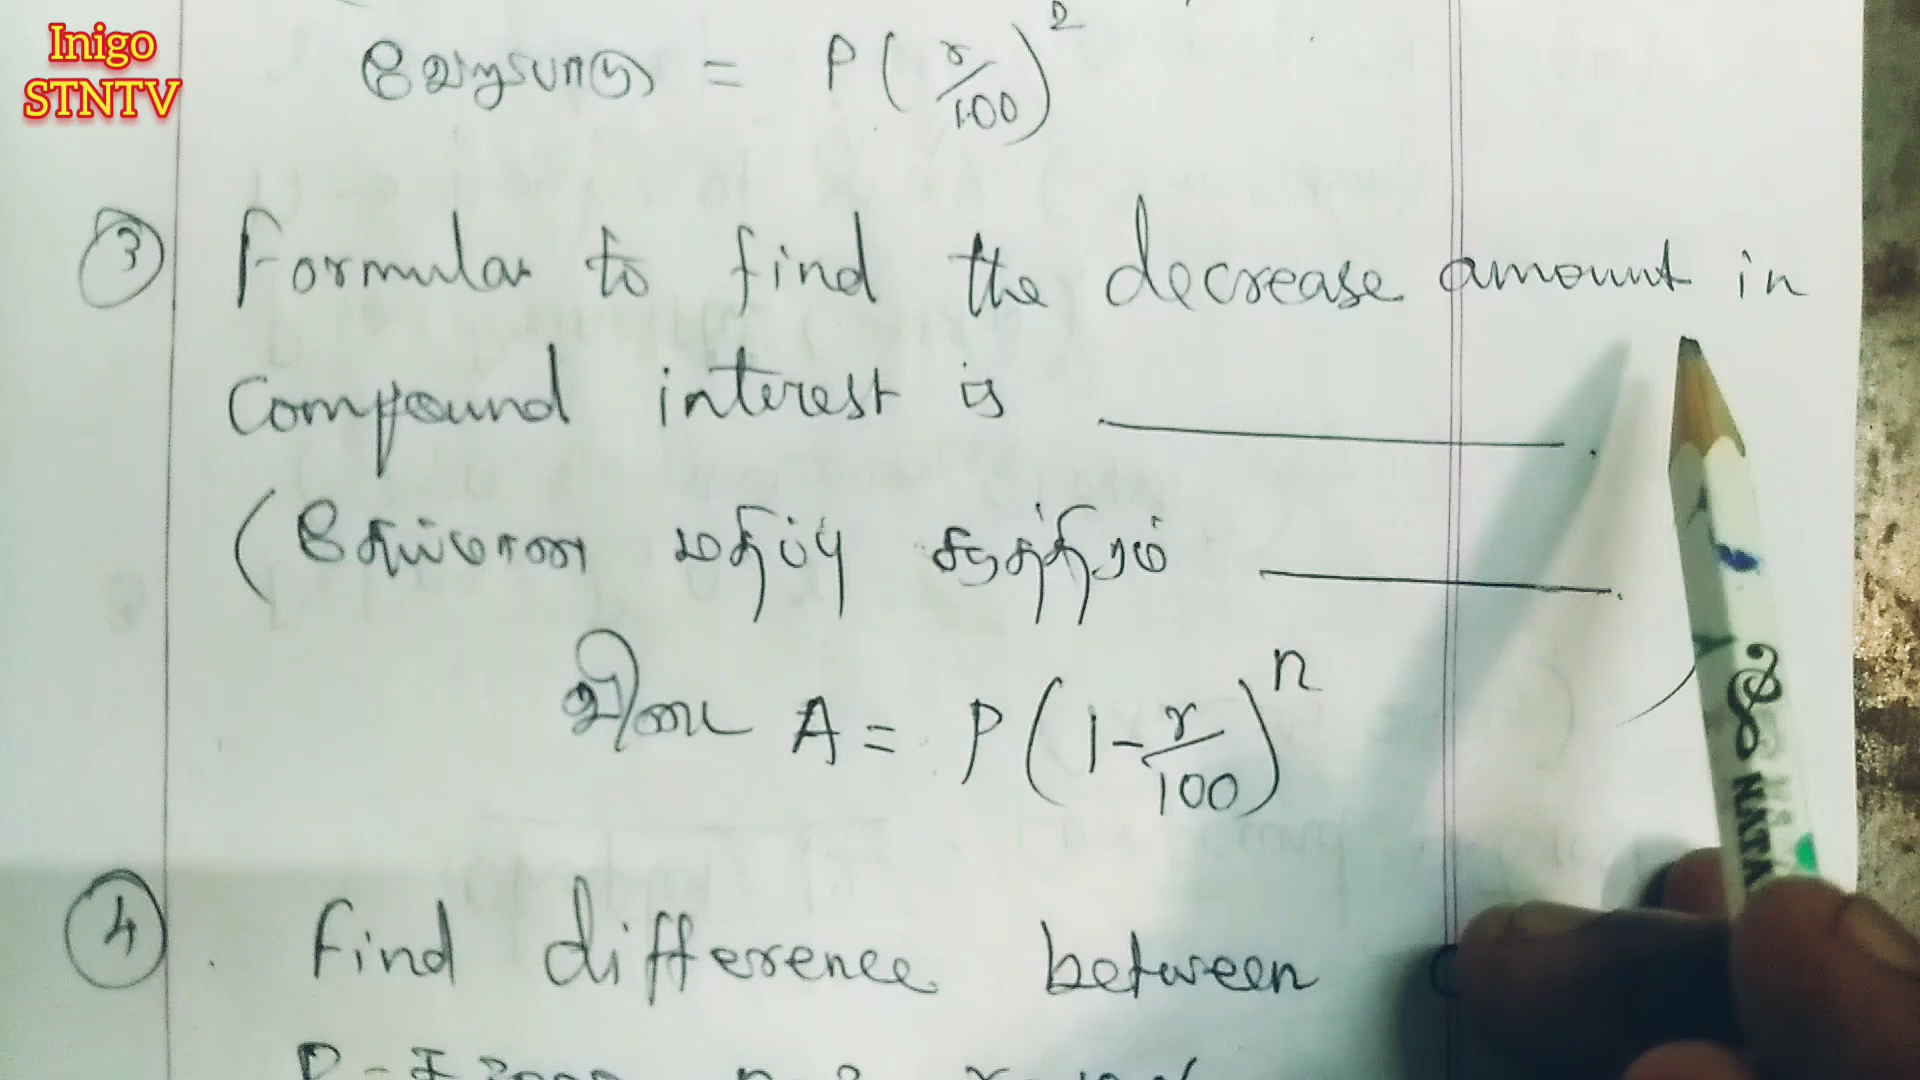 Inigo
STNTV
வேறுபாடு = P(r/100)²
③ Formula to find the decrease amount in
Compound interest is ________.
(தேய்மான மதிப்பு சூத்திரம் ________.
விடை A = P(1-r/100)ⁿ
④. Find difference between
P - ₹
NATA